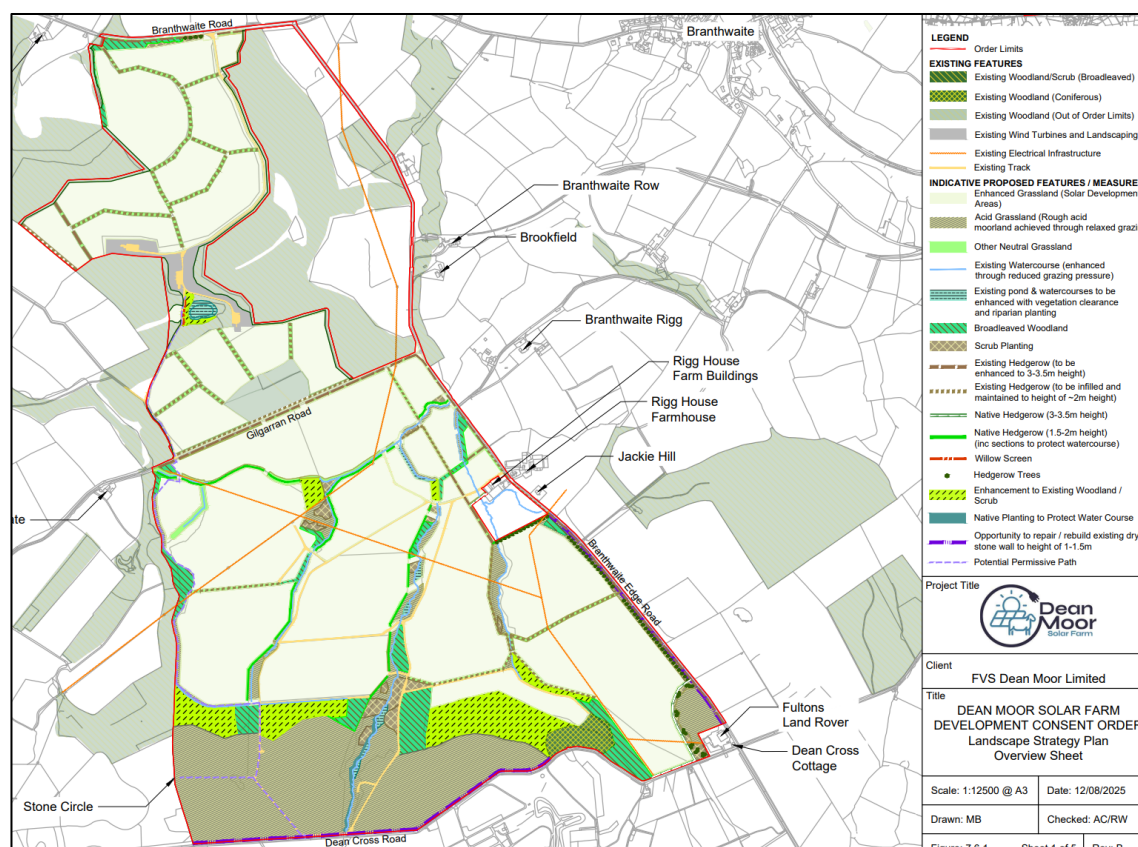 Branthwaite Road
Branthwaite
Branthwaite Row
Brookfield
Branthwaite Rigg
Rigg House
Farm Buildings
Rigg House
Farmhouse
Gilgarran Road
Jackie Hill
Branthwaite Edge Road
Fultons
Land Rover
Dean Cross
Cottage
Stone Circle
Dean Cross Road
LEGEND
Order Limits
EXISTING FEATURES
Existing Woodland/Scrub (Broadleaved)
Existing Woodland (Coniferous)
Existing Woodland (Out of Order Limits)
Existing Wind Turbines and Landscaping
Existing Electrical Infrastructure
Existing Track
INDICATIVE PROPOSED FEATURES / MEASURE
Enhanced Grassland (Solar Developmen
Areas)
Acid Grassland (Rough acid
moorland achieved through relaxed grazi
Other Neutral Grassland
Existing Watercourse (enhanced
through reduced grazing pressure)
Existing pond & watercourses to be
enhanced with vegetation clearance
and riparian planting
Broadleaved Woodland
Scrub Planting
Existing Hedgerow (to be
enhanced to 3-3.5m height)
Existing Hedgerow (to be infilled and
maintained to height of ~2m height)
Native Hedgerow (3-3.5m height)
Native Hedgerow (1.5-2m height)
(inc sections to protect watercourse)
Willow Screen
Hedgerow Trees
Enhancement to Existing Woodland /
Scrub
Native Planting to Protect Water Course
Opportunity to repair / rebuild existing dry
stone wall to height of 1-1.5m
Potential Permissive Path
Project Title
Dean
Moor
Solar Farm
Client
FVS Dean Moor Limited
Title
DEAN MOOR SOLAR FARM
DEVELOPMENT CONSENT ORDER
Landscape Strategy Plan
Overview Sheet
Scale: 1:12500 @ A3
Date: 12/08/2025
Drawn: MB
Checked: AC/RW